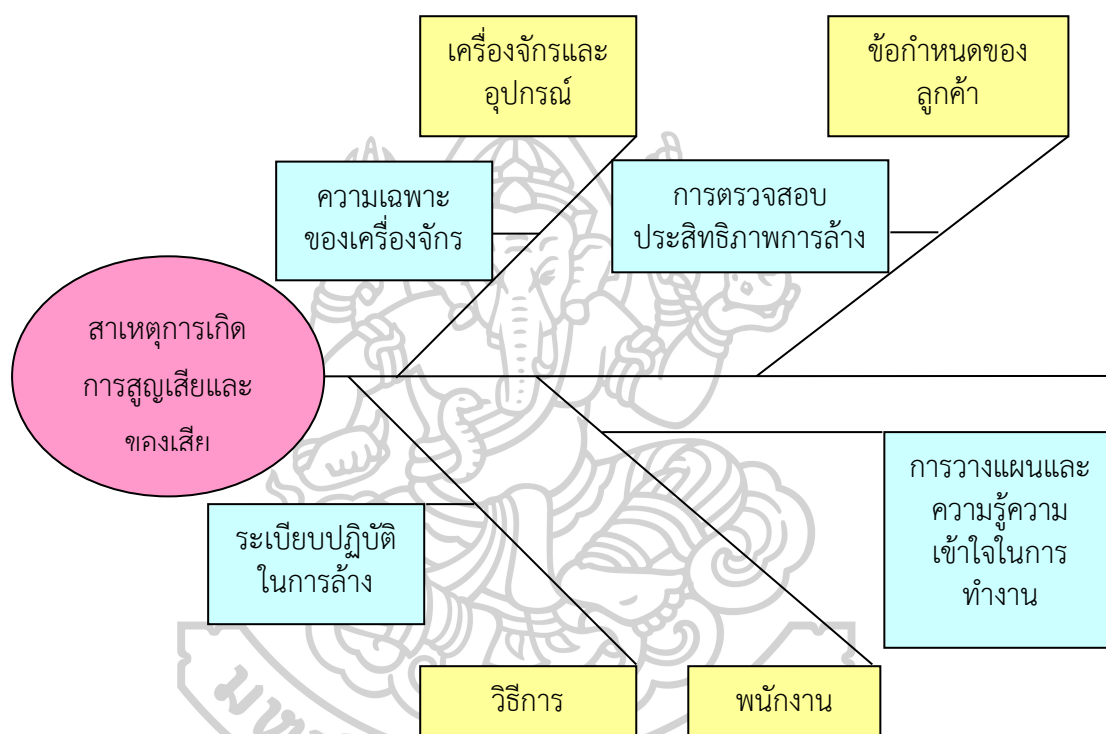 เครื่องจักรและ
อุปกรณ์
ข้อกำหนดของ
ลูกค้า
ความเฉพาะ
ของเครื่องจักร
การตรวจสอบ
ประสิทธิภาพการล้าง
สาเหตุการเกิด
การสูญเสียและ
ของเสีย
การวางแผนและ
ความรู้ความ
เข้าใจในการ
ทำงาน
ระเบียบปฏิบัติ
ในการล้าง
วิธีการ
พนักงาน